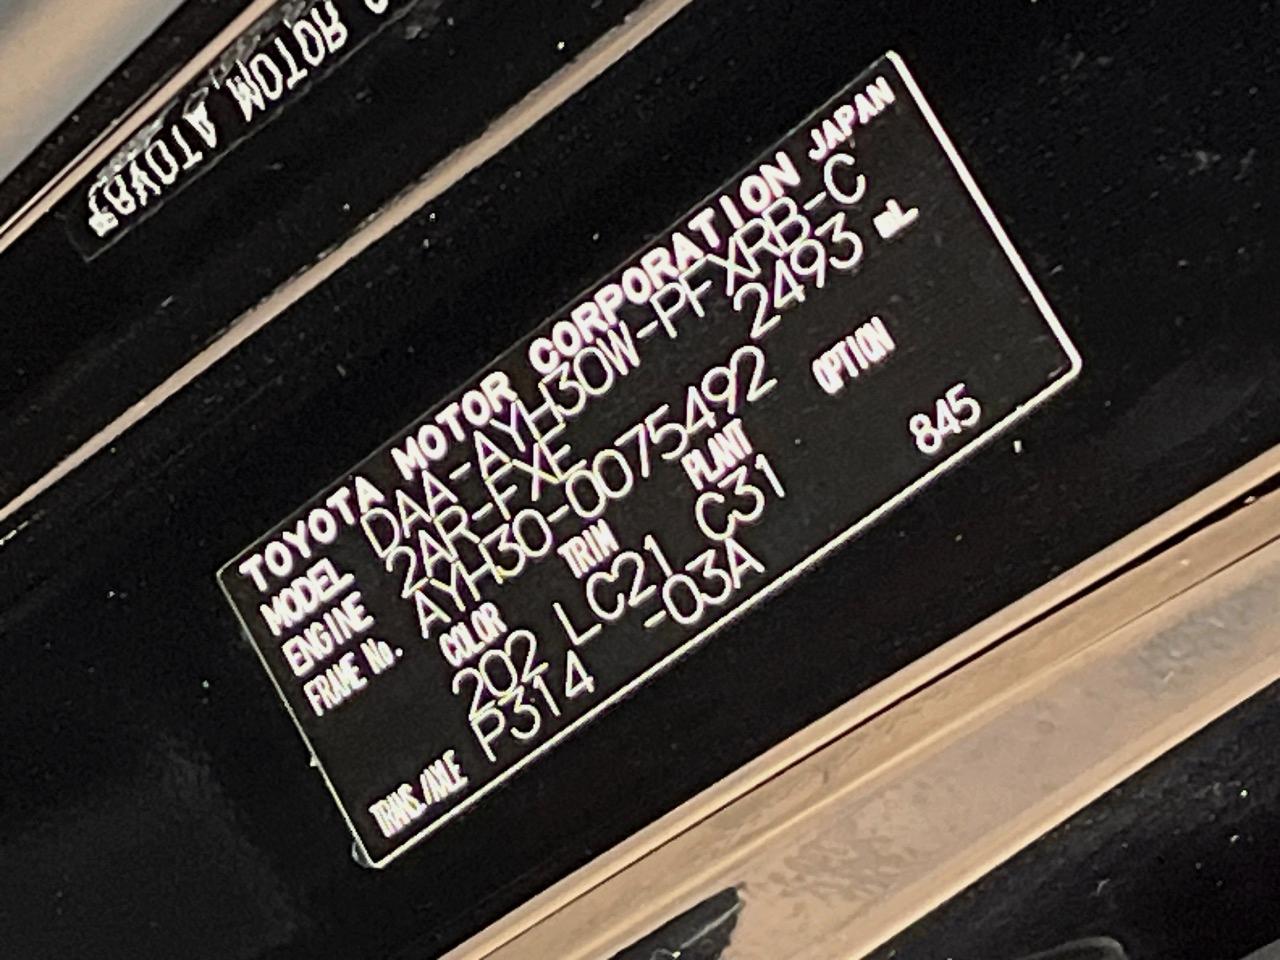 TOYOTA MOTOR
TOYOTA MOTOR CORPORATION JAPAN
MODEL DAA-AYH30W-PFXRB-C
ENGINE 2AR-FXE 2493 mL
FRAME No. AYH30-0075492
COLOR TRIM PLANT OPTION
202 LC21 C31 845
TRANS./AXLE P314 -03A